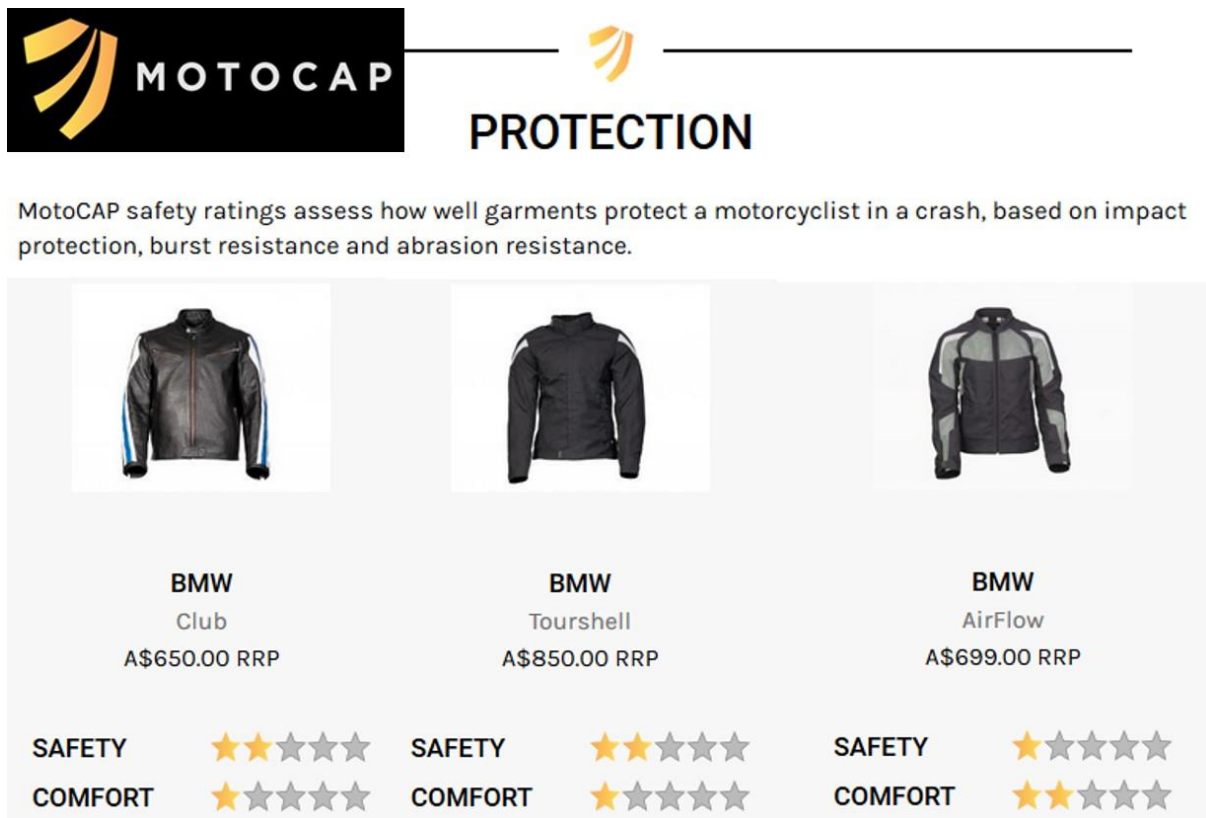 MOTOCAP
PROTECTION
MotoCAP safety ratings assess how well garments protect a motorcyclist in a crash, based on impact
protection, burst resistance and abrasion resistance.
BMW
Club
A$650.00 RRP
SAFETY
COMFORT
BMW
Tourshell
A$850.00 RRP
SAFETY
COMFORT
BMW
AirFlow
A$699.00 RRP
SAFETY
COMFORT